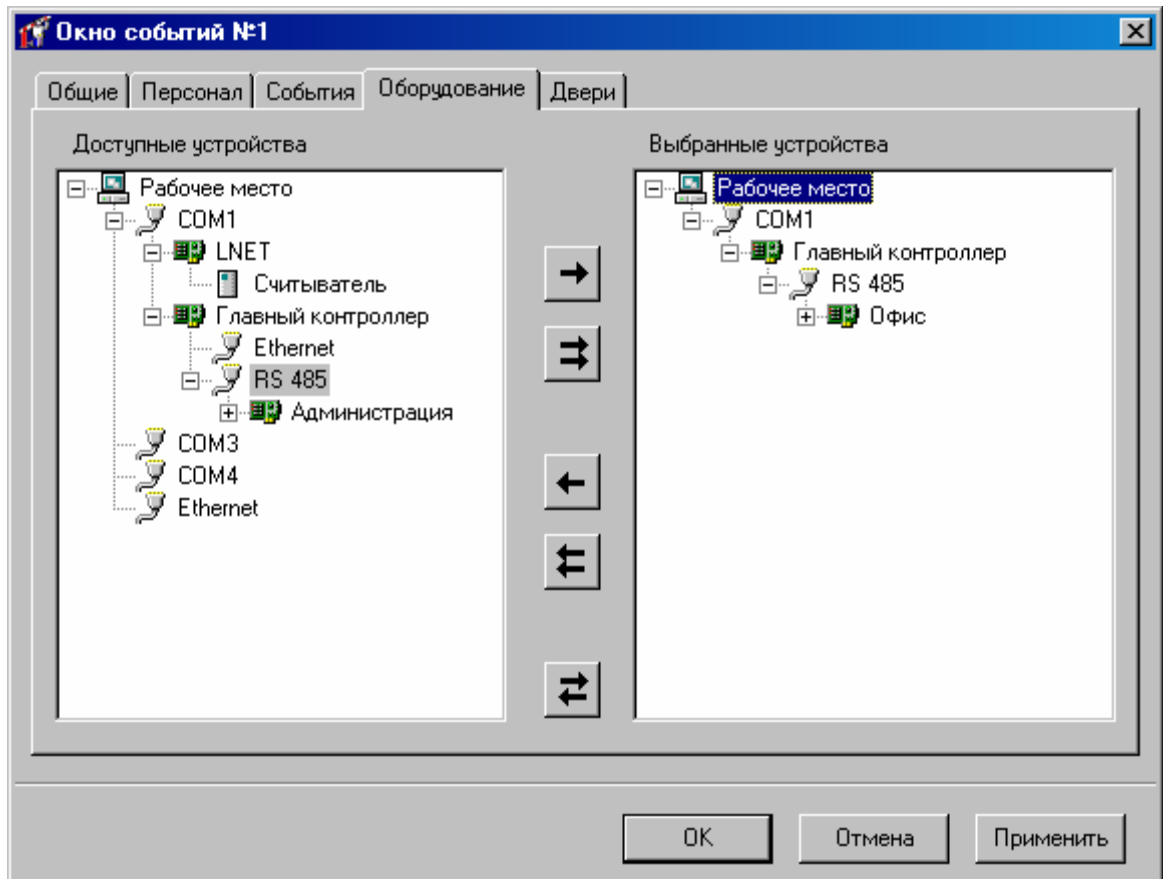 Окно событий №1
Общие Персонал События Оборудование Двери
Доступные устройства
Рабочее место
COM1
LNET
Считыватель
Главный контроллер
Ethernet
RS 485
Администрация
COM3
COM4
Ethernet
Выбранные устройства
Рабочее место
COM1
Главный контроллер
RS 485
Офис
OK Отмена Применить